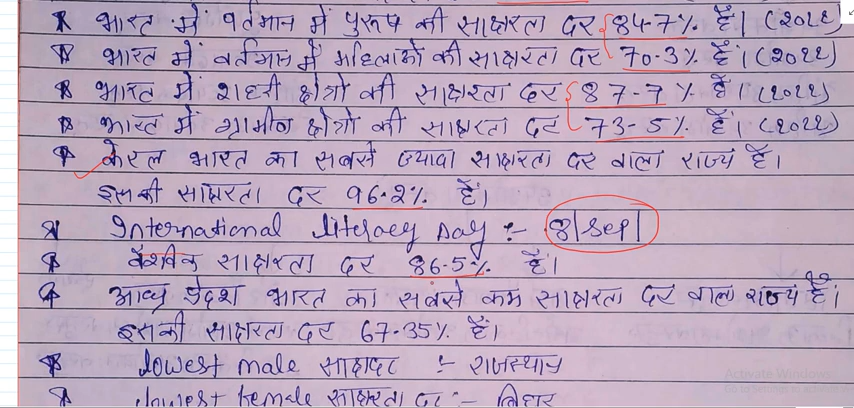 भारत में वर्तमान में पुरूष की साक्षरता दर 84.7% है। (2022)
भारत में वर्तमान में महिलाओ की साक्षरता दर 70.3% है। (2022)
भारत में शहरी क्षेत्रो की साक्षरता दर 87.7% है। (2022)
भारत में ग्रामीण क्षेत्रो की साक्षरता दर 73.5% है। (2022)
केरल भारत का सबसे ज्यादा साक्षरता दर वाला राज्य है।
इसकी साक्षरता दर 96.2% है।
International literacy Day :- 8 Sep
वैश्विक साक्षरता दर 86.5% है।
आन्ध्र प्रदेश भारत का सबसे कम साक्षरता दर वाला राज्य है।
इसकी साक्षरता दर 67.35% है।
lowest male साक्षरता :- राजस्थान
lowest female साक्षरता दर :- बिहार
Activate Windows